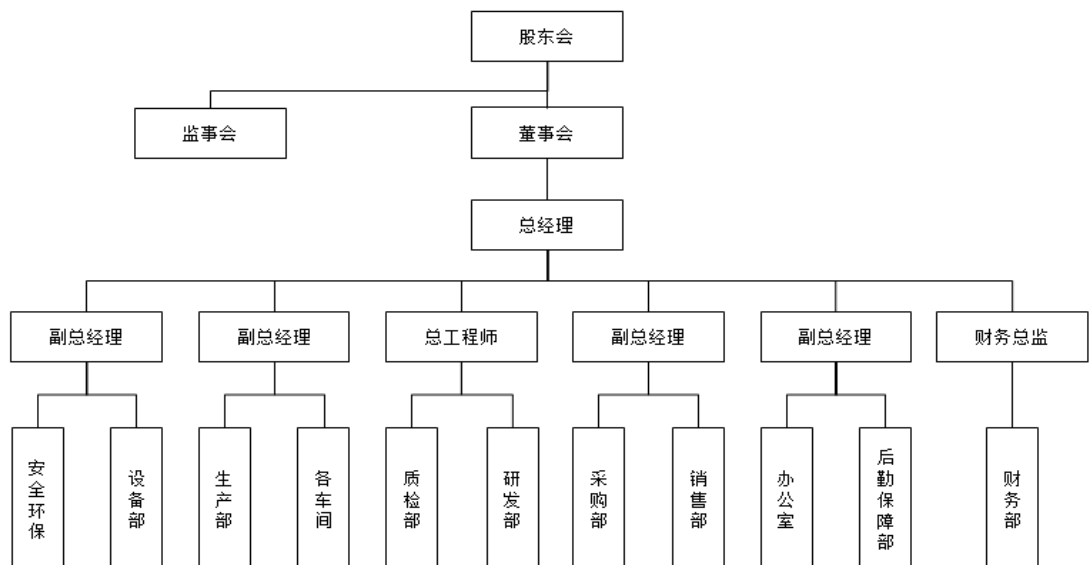 股东会
监事会
董事会
总经理
副总经理
副总经理
总工程师
副总经理
副总经理
财务总监
安全环保
设备部
生产部
各车间
质检部
研发部
采购部
销售部
办公室
后勤保障部
财务部